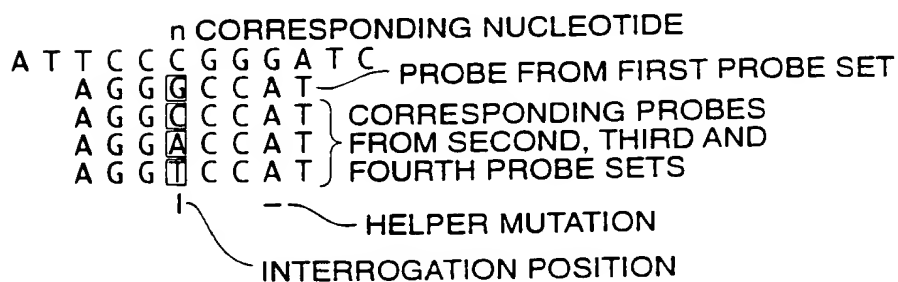 n CORRESPONDING NUCLEOTIDE
A T T C C C G G G A T C
A G G G C C A T PROBE FROM FIRST PROBE SET
A G G C C C A T CORRESPONDING PROBES
A G G A C C A T FROM SECOND, THIRD AND
A G G T C C A T FOURTH PROBE SETS
I HELPER MUTATION
INTERROGATION POSITION